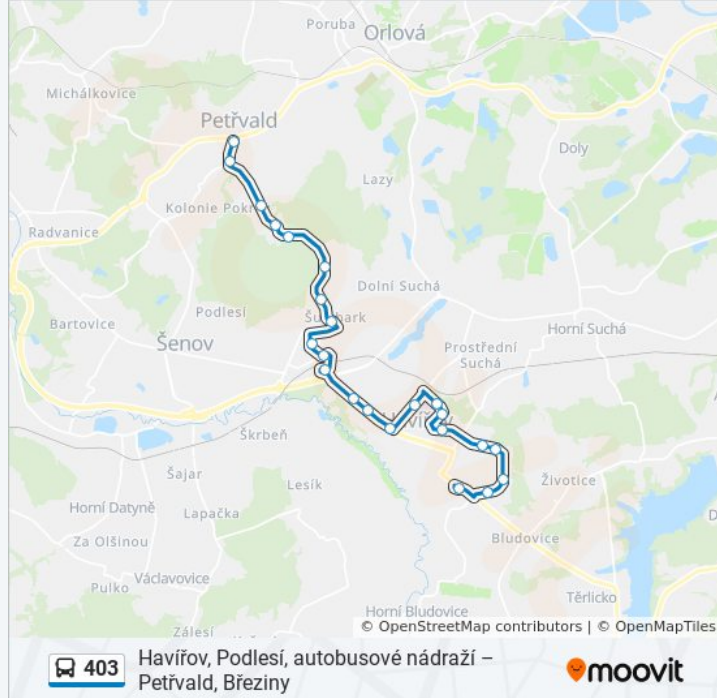 Poruba
Orlová
Michálkovice
Petřvald
Doly
Lazy
Radvanice
Dolní Suchá
Podlesí
Bartovice
Šenov
Horní Suchá
Prostřední
Suchá
Škrbeň
Šajar
Lesík
Životice
Horní Datyně
Lapačka
Bludovice
Za Olšinou
Pulko
Václavovice
Těrlicko
Horní Bludovice
Zálesí
© OpenStreetMap contributors | © OpenMapTiles
403
Havířov, Podlesí, autobusové nádraží –
Petřvald, Březiny
moovit